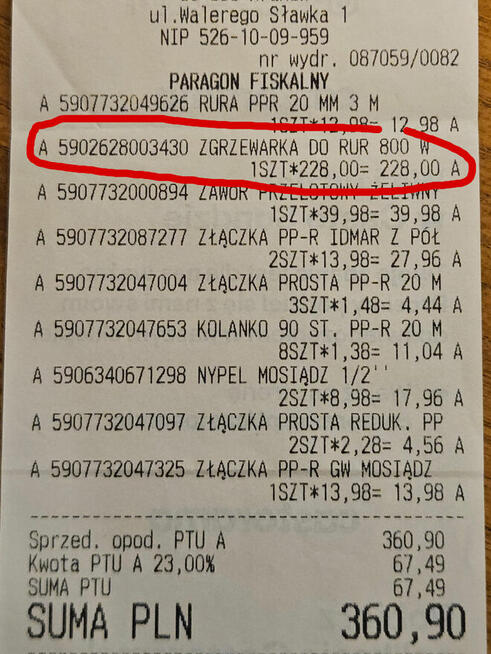 ul.Walerego Sławka 1
NIP 526-10-09-959
nr wydr. 087059/0082
PARAGON FISKALNY
A 5907732049626 RURA PPR 20 MM 3 M
1SZT*12,98= 12,98 A
A 5902628003430 ZGRZEWARKA DO RUR 800 W
1SZT*228,00= 228,00 A
A 5907732000894 ZAWÓR PRZELOTOWY ŻELIWNY
1SZT*39,98= 39,98 A
A 5907732087277 ZŁĄCZKA PP-R IDMAR Z PÓŁ
2SZT*13,98= 27,96 A
A 5907732047004 ZŁĄCZKA PROSTA PP-R 20 M
3SZT*1,48= 4,44 A
A 5907732047653 KOLANKO 90 ST. PP-R 20 M
8SZT*1,38= 11,04 A
A 5906340671298 NYPEL MOSIĄDZ 1/2''
2SZT*8,98= 17,96 A
A 5907732047097 ZŁĄCZKA PROSTA REDUK. PP
2SZT*2,28= 4,56 A
A 5907732047325 ZŁĄCZKA PP-R GW MOSIĄDZ
1SZT*13,98= 13,98 A
Sprzed. opod. PTU A 360,90
Kwota PTU A 23,00% 67,49
SUMA PTU 67,49
SUMA PLN 360,90